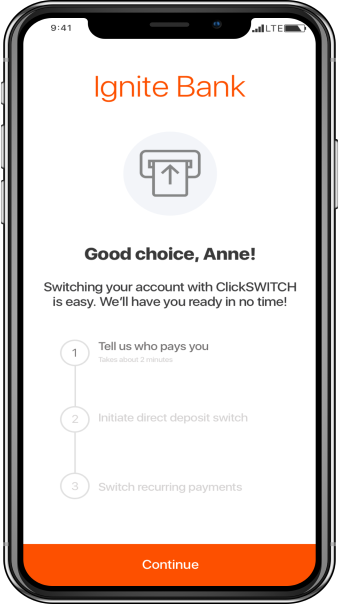 9:41 LTE
Ignite Bank
Good choice, Anne!
Switching your account with ClickSWITCH
is easy. We'll have you ready in no time!
1 Tell us who pays you
Takes about 2 minutes
2 Initiate direct deposit switch
3 Switch recurring payments
Continue